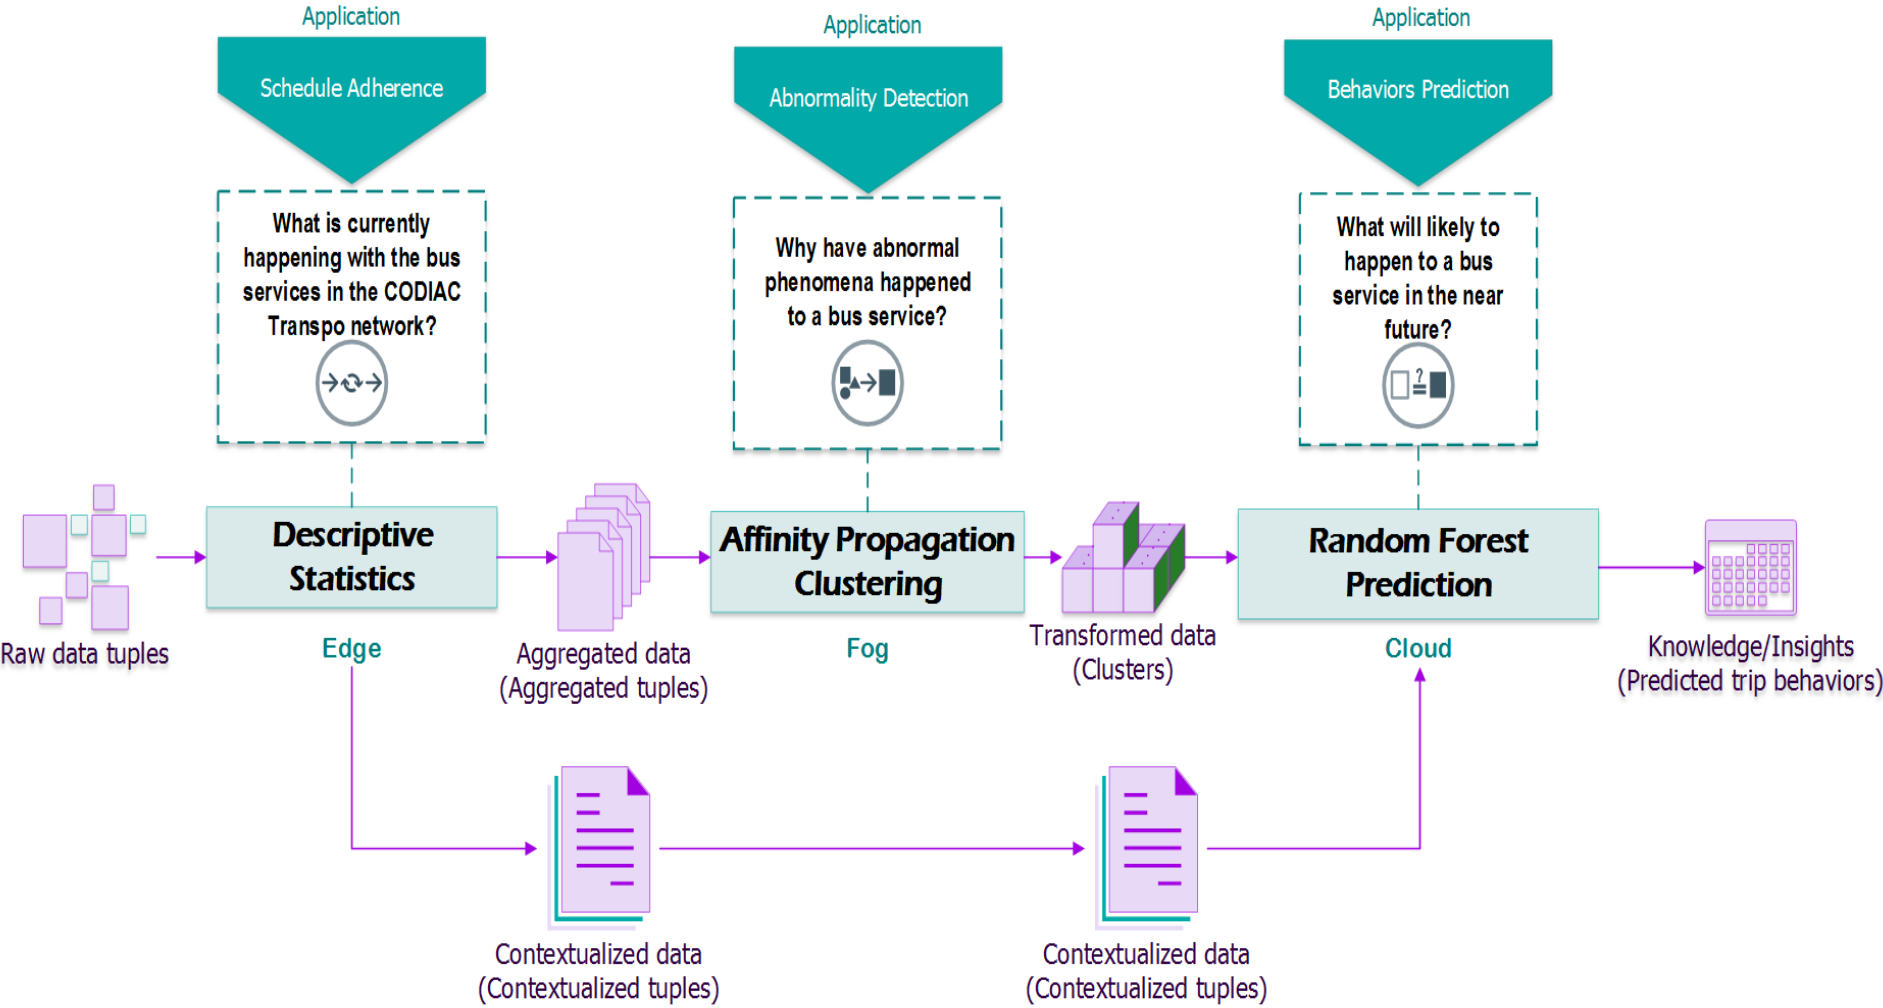 Application
Application
Application
Schedule Adherence
Abnormality Detection
Behaviors Prediction
What is currently
happening with the bus
services in the CODIAC
Transpo network?
Why have abnormal
phenomena happened
to a bus service?
What will likely to
happen to a bus
service in the near
future?
?
Raw data tuples
Descriptive
Statistics
Edge
Aggregated data
(Aggregated tuples)
Affinity Propagation
Clustering
Fog
Transformed data
(Clusters)
Random Forest
Prediction
Cloud
Knowledge/Insights
(Predicted trip behaviors)
Contextualized data
(Contextualized tuples)
Contextualized data
(Contextualized tuples)